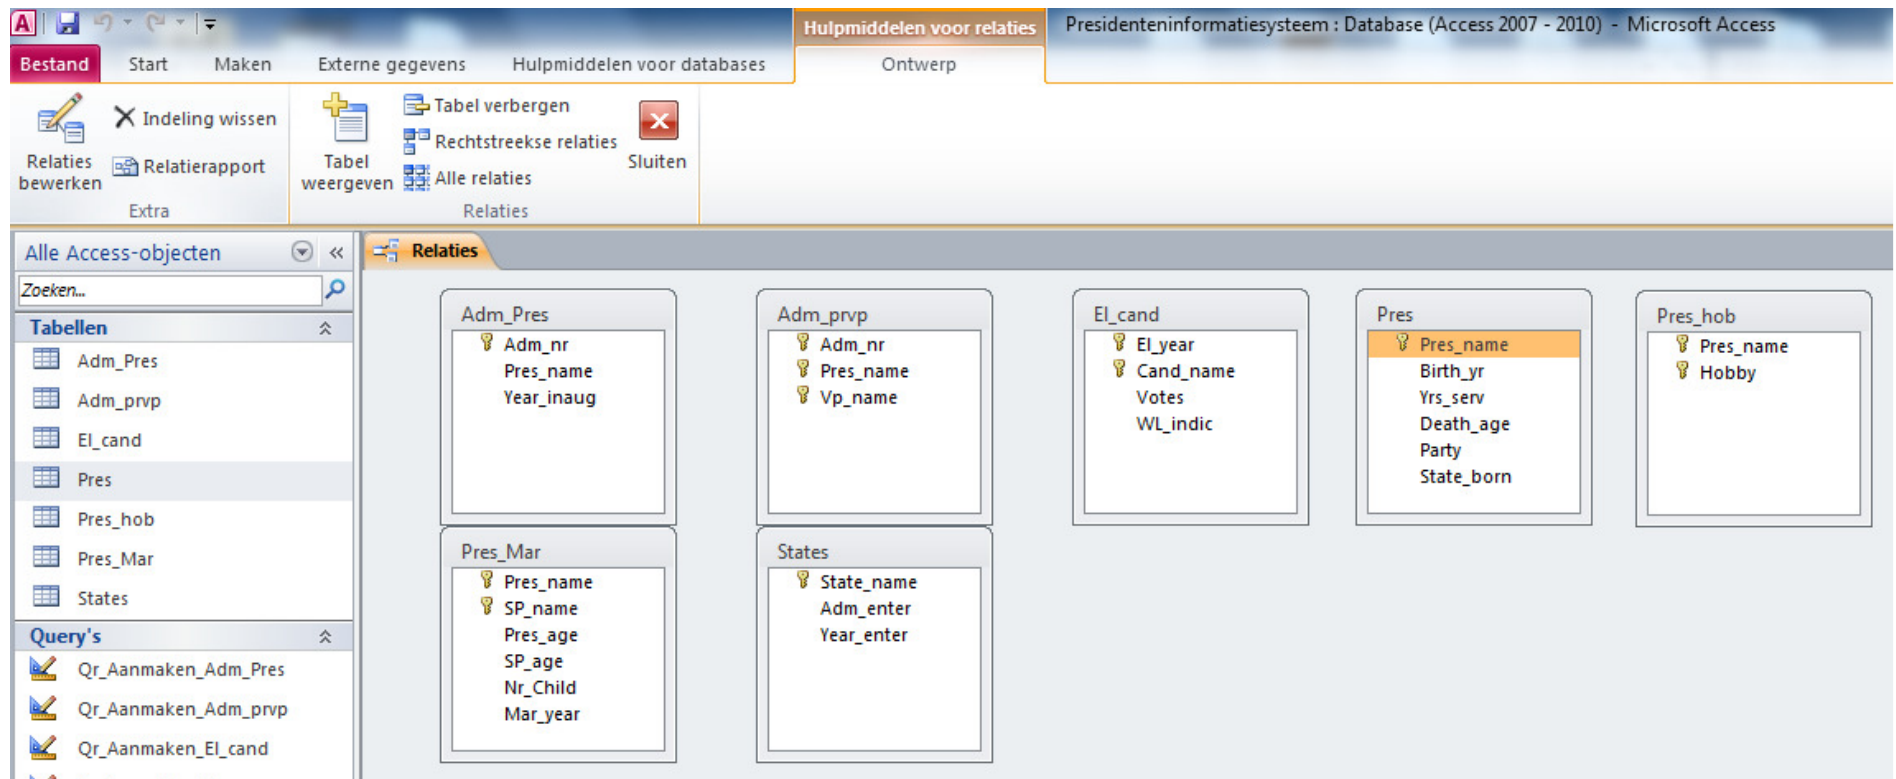 A
Hulpmiddelen voor relaties
Presidenteninformatiesysteem : Database (Access 2007 - 2010) - Microsoft Access
Bestand Start Maken Externe gegevens Hulpmiddelen voor databases Ontwerp
Relaties bewerken
Indeling wissen
Relatierapport
Extra
Tabel weergeven
Tabel verbergen
Rechtstreekse relaties
Alle relaties
Sluiten
Relaties
Alle Access-objecten
Zoeken...
Tabellen
Adm_Pres
Adm_prvp
El_cand
Pres
Pres_hob
Pres_Mar
States
Query's
Qr_Aanmaken_Adm_Pres
Qr_Aanmaken_Adm_prvp
Qr_Aanmaken_El_cand
Relaties
Adm_Pres
Adm_nr
Pres_name
Year_inaug
Adm_prvp
Adm_nr
Pres_name
Vp_name
El_cand
El_year
Cand_name
Votes
WL_indic
Pres
Pres_name
Birth_yr
Yrs_serv
Death_age
Party
State_born
Pres_hob
Pres_name
Hobby
Pres_Mar
Pres_name
SP_name
Pres_age
SP_age
Nr_Child
Mar_year
States
State_name
Adm_enter
Year_enter